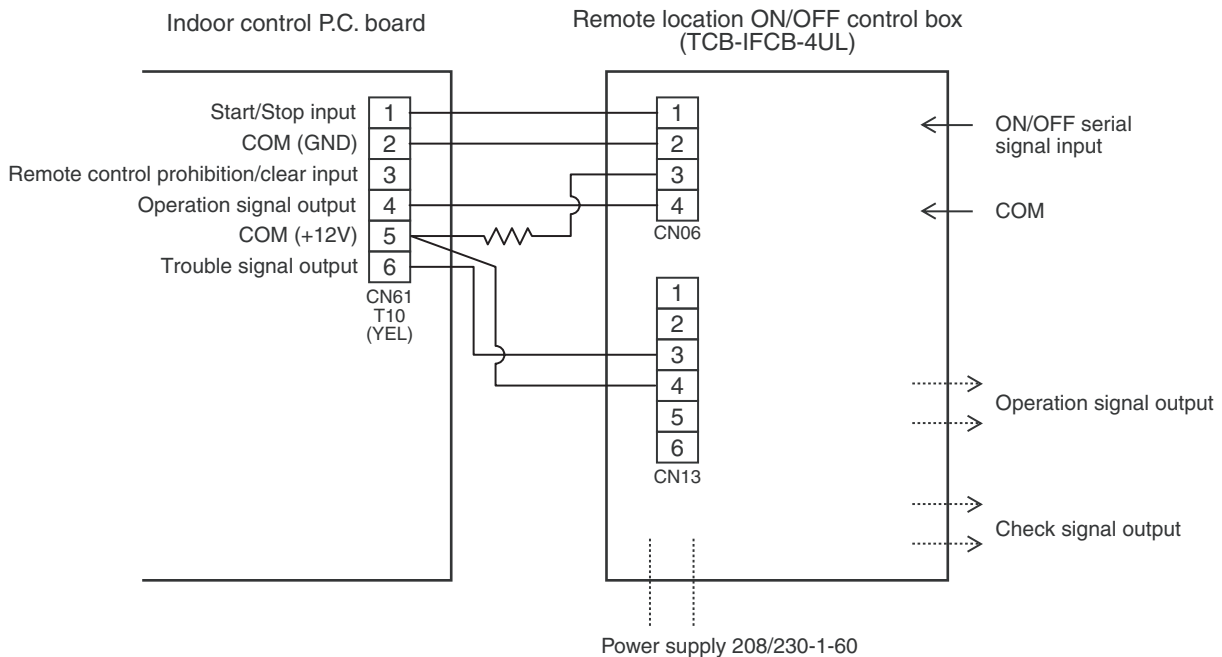 Indoor control P.C. board
Remote location ON/OFF control box
(TCB-IFCB-4UL)
Start/Stop input 1
COM (GND) 2
Remote control prohibition/clear input 3
Operation signal output 4
COM (+12V) 5
Trouble signal output 6
CN61
T10
(YEL)
1
2
3
4
CN06
1
2
3
4
5
6
CN13
ON/OFF serial
signal input
COM
Operation signal output
Check signal output
Power supply 208/230-1-60